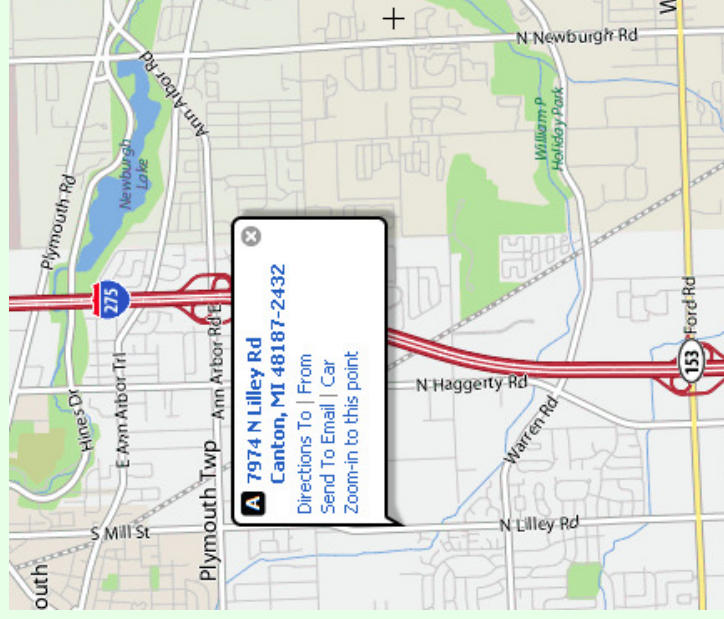 N Newburgh Rd
W
Ann Arbor Rd
Plymouth Rd
Newburgh
Lake
William P
Holiday Park
275
A 7974 N Lilley Rd
Canton, MI 48187-2432
Directions To | From
Send To Email | Car
Zoom-in to this point
Ann Arbor Rd E
E Ann Arbor Trl
Hines Dr
Ford Rd
153
N Haggerty Rd
Warren Rd
Plymouth Twp
S Mill St
N Lilley Rd
outh